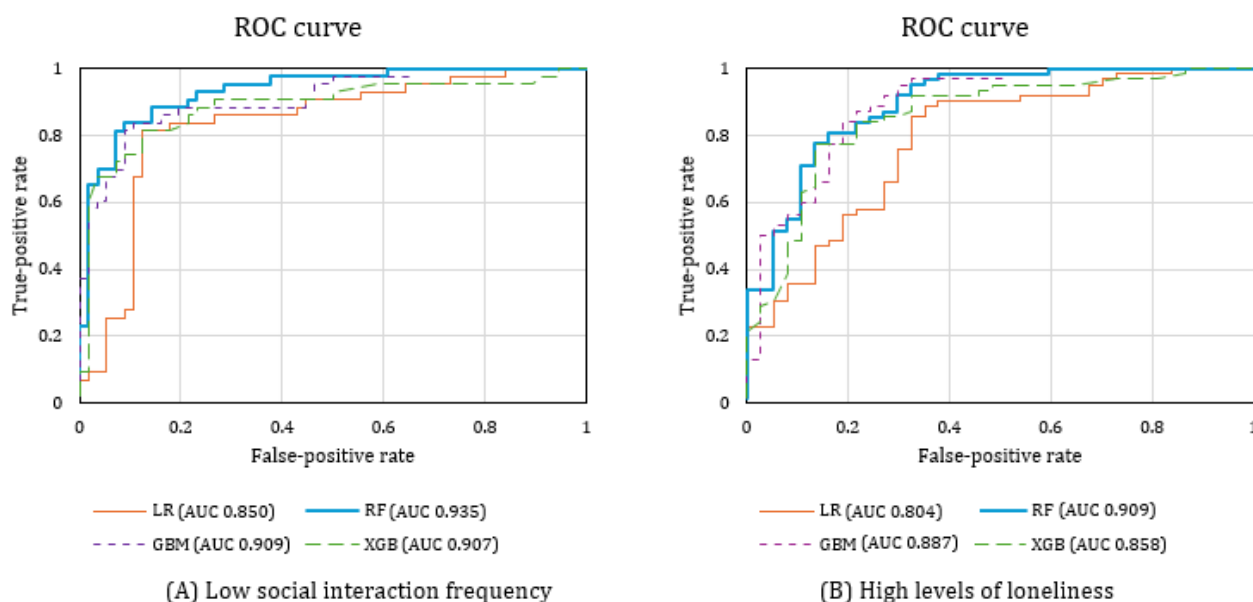 ROC curve
1
0.8
0.6
0.4
0.2
0
True-positive rate
0 0.2 0.4 0.6 0.8 1
False-positive rate
LR (AUC 0.850) RF (AUC 0.935)
GBM (AUC 0.909) XGB (AUC 0.907)
(A) Low social interaction frequency
ROC curve
1
0.8
0.6
0.4
0.2
0
True-positive rate
0 0.2 0.4 0.6 0.8 1
False-positive rate
LR (AUC 0.804) RF (AUC 0.909)
GBM (AUC 0.887) XGB (AUC 0.858)
(B) High levels of loneliness